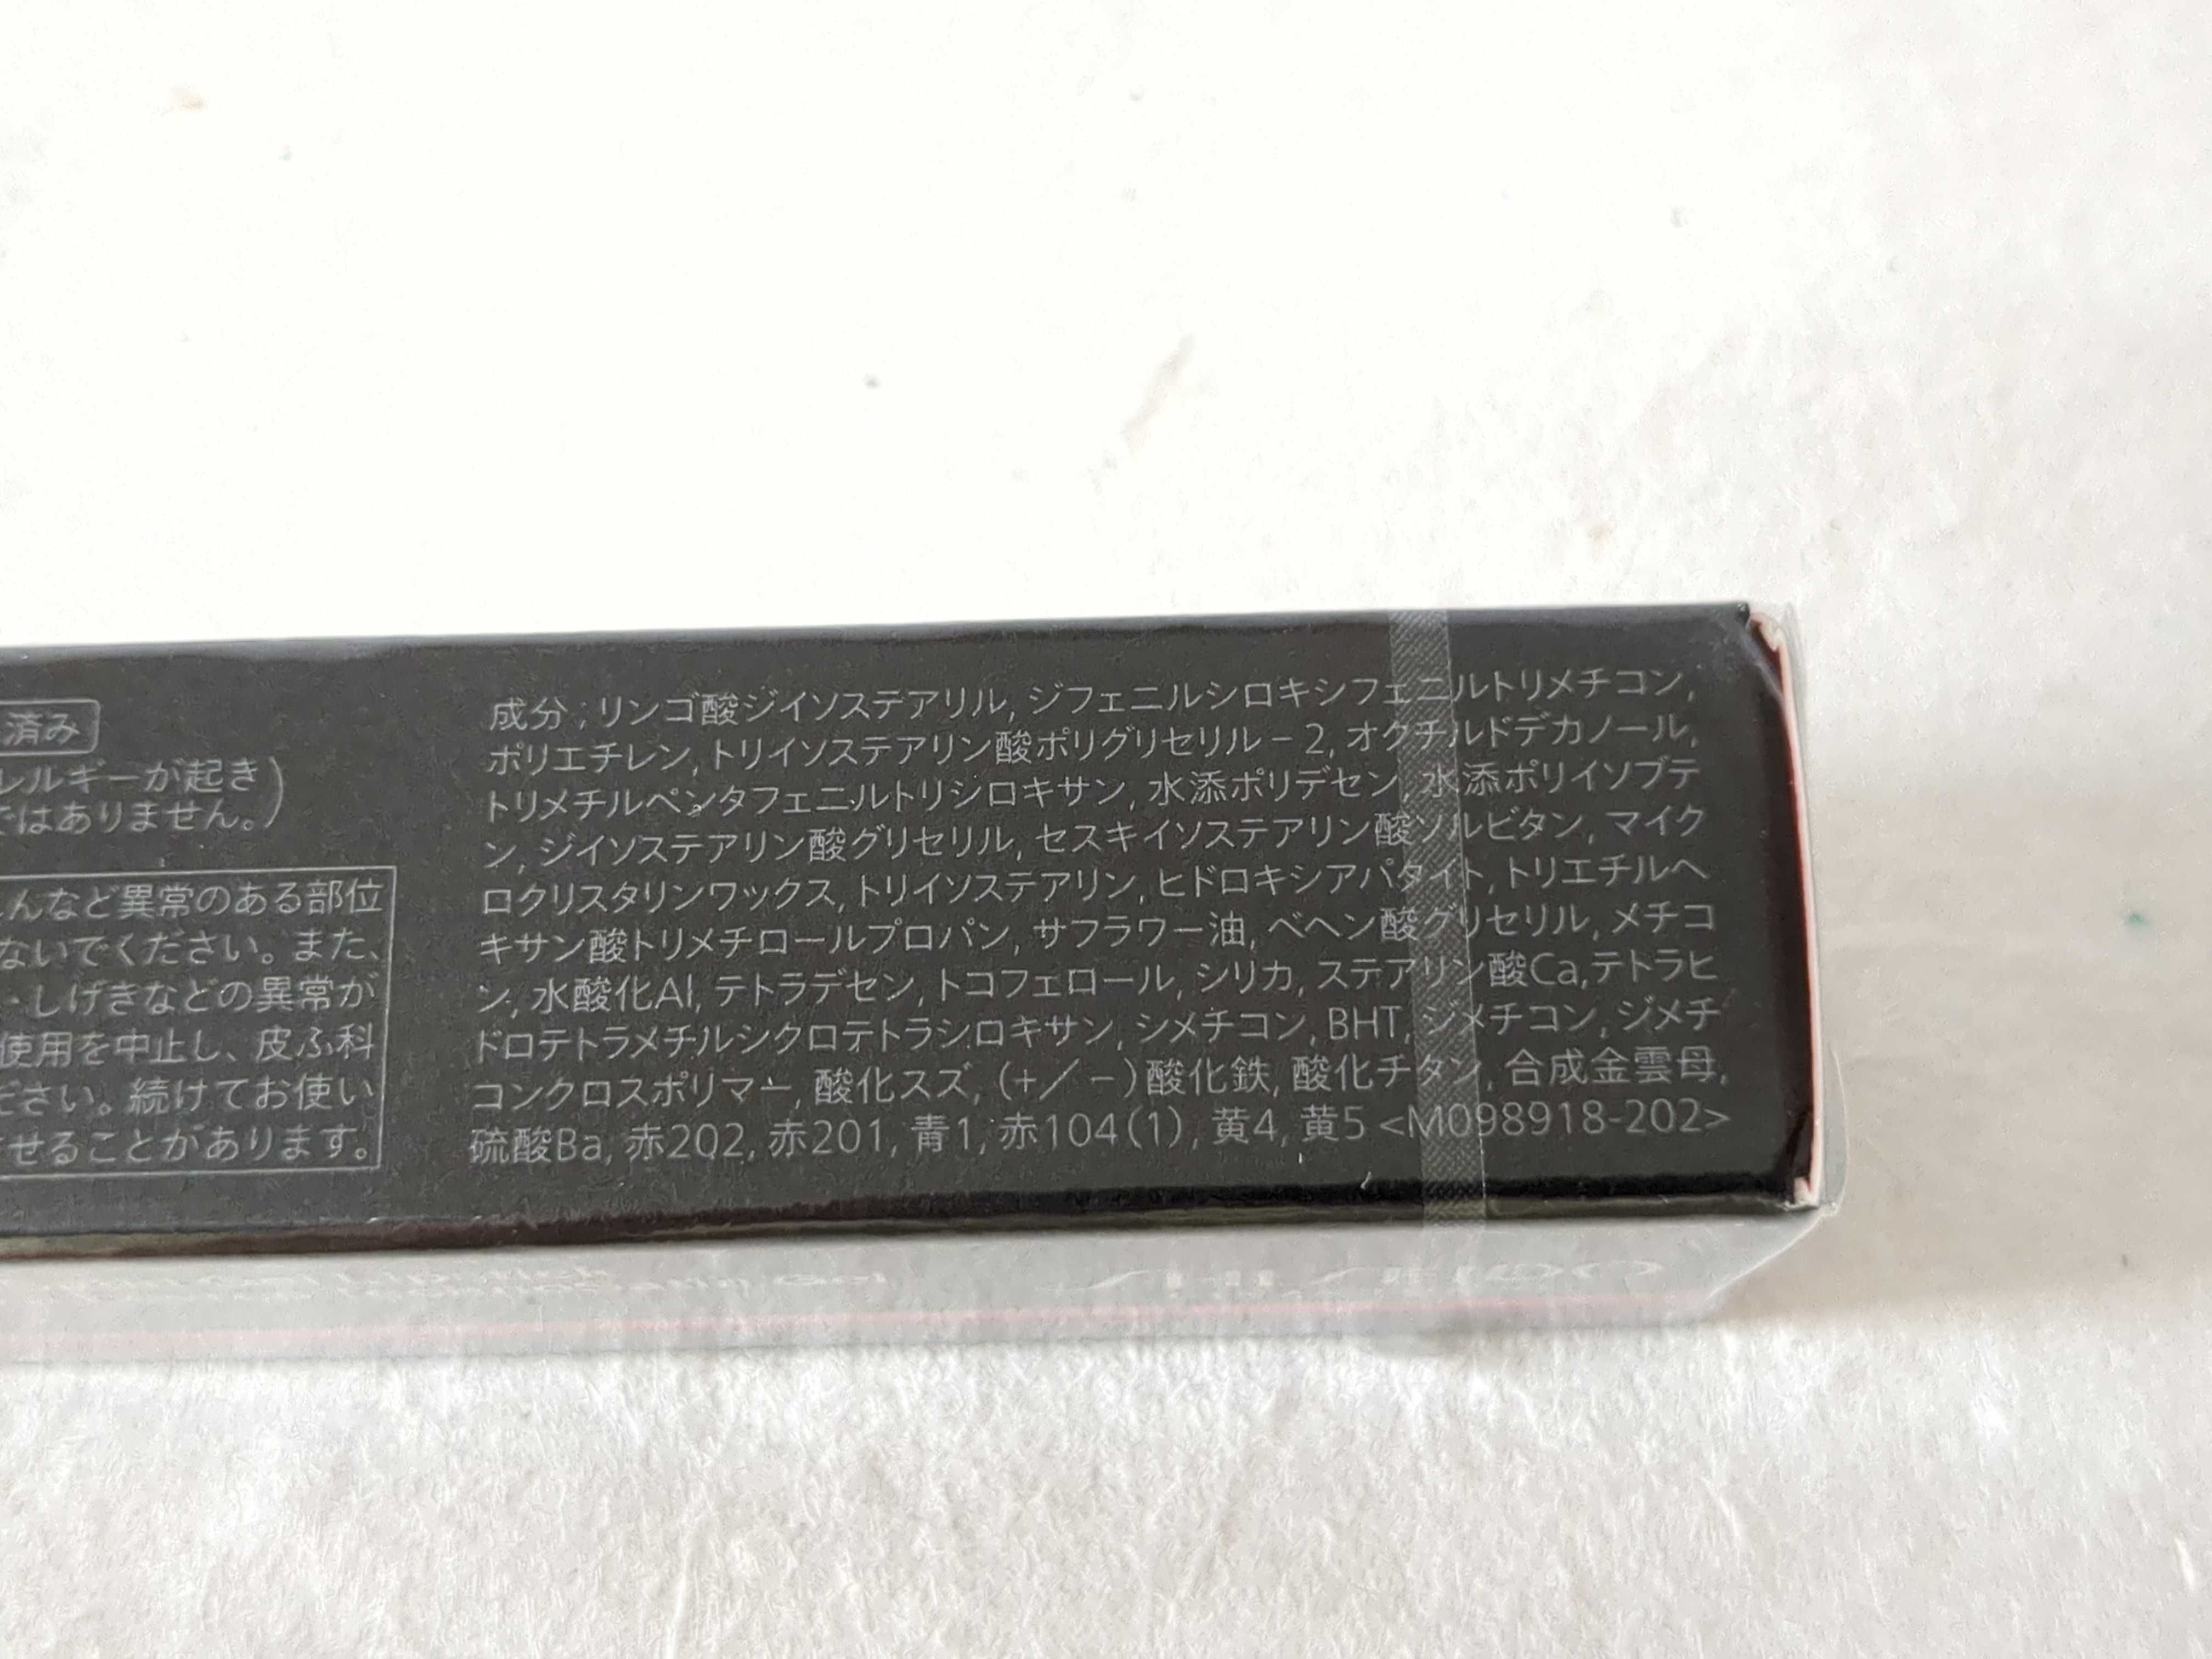 済み
レルギーが起き
ではありません。)
んなど異常のある部位
ないでください。また、
・しげきなどの異常が
使用を中止し、皮ふ科
ださい。続けてお使い
させることがあります。
成分；リンゴ酸ジイソステアリル, ジフェニルシロキシフェニルトリメチコン,
ポリエチレン, トリイソステアリン酸ポリグリセリル－2, オクチルドデカノール,
トリメチルペンタフェニルトリシロキサン, 水添ポリデセン, 水添ポリイソブテ
ン, ジイソステアリン酸グリセリル, セスキイソステアリン酸ソルビタン, マイク
ロクリスタリンワックス, トリイソステアリン, ヒドロキシアパタイト, トリエチルヘ
キサン酸トリメチロールプロパン, サフラワー油, ベヘン酸グリセリル, メチコ
ン, 水酸化Al, テトラデセン, トコフェロール, シリカ, ステアリン酸Ca,テトラヒ
ドロテトラメチルシクロテトラシロキサン, シメチコン, BHT, ジメチコン, ジメチ
コンクロスポリマー, 酸化スズ, (＋／－)酸化鉄, 酸化チタン, 合成金雲母,
硫酸Ba, 赤202, 赤201, 青1, 赤104(1), 黄4, 黄5 <M098918-202>
SHISEIDO